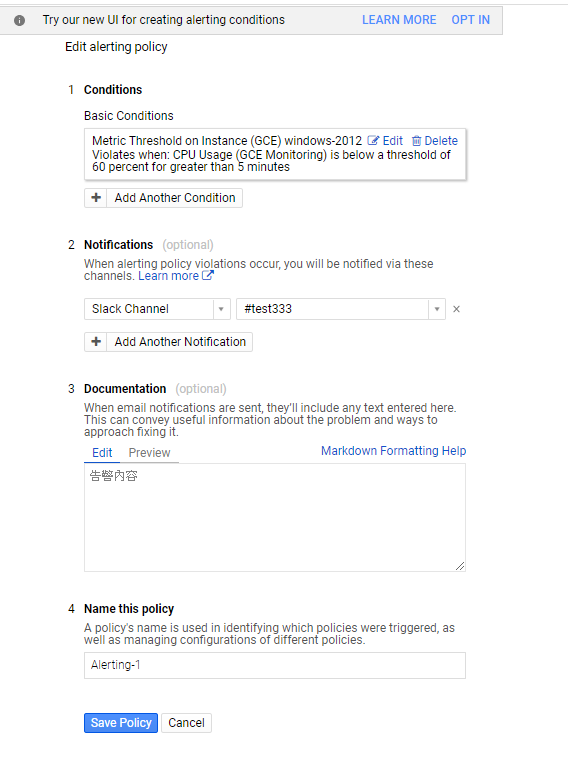 Try our new UI for creating alerting conditions LEARN MORE OPT IN
Edit alerting policy
1 Conditions
Basic Conditions
Metric Threshold on Instance (GCE) windows-2012 Edit Delete
Violates when: CPU Usage (GCE Monitoring) is below a threshold of
60 percent for greater than 5 minutes
+ Add Another Condition
2 Notifications (optional)
When alerting policy violations occur, you will be notified via these
channels. Learn more
Slack Channel #test333 ×
+ Add Another Notification
3 Documentation (optional)
When email notifications are sent, they'll include any text entered here.
This can convey useful information about the problem and ways to
approach fixing it.
Edit Preview Markdown Formatting Help
告警內容
4 Name this policy
A policy's name is used in identifying which policies were triggered, as
well as managing configurations of different policies.
Alerting-1
Save Policy Cancel